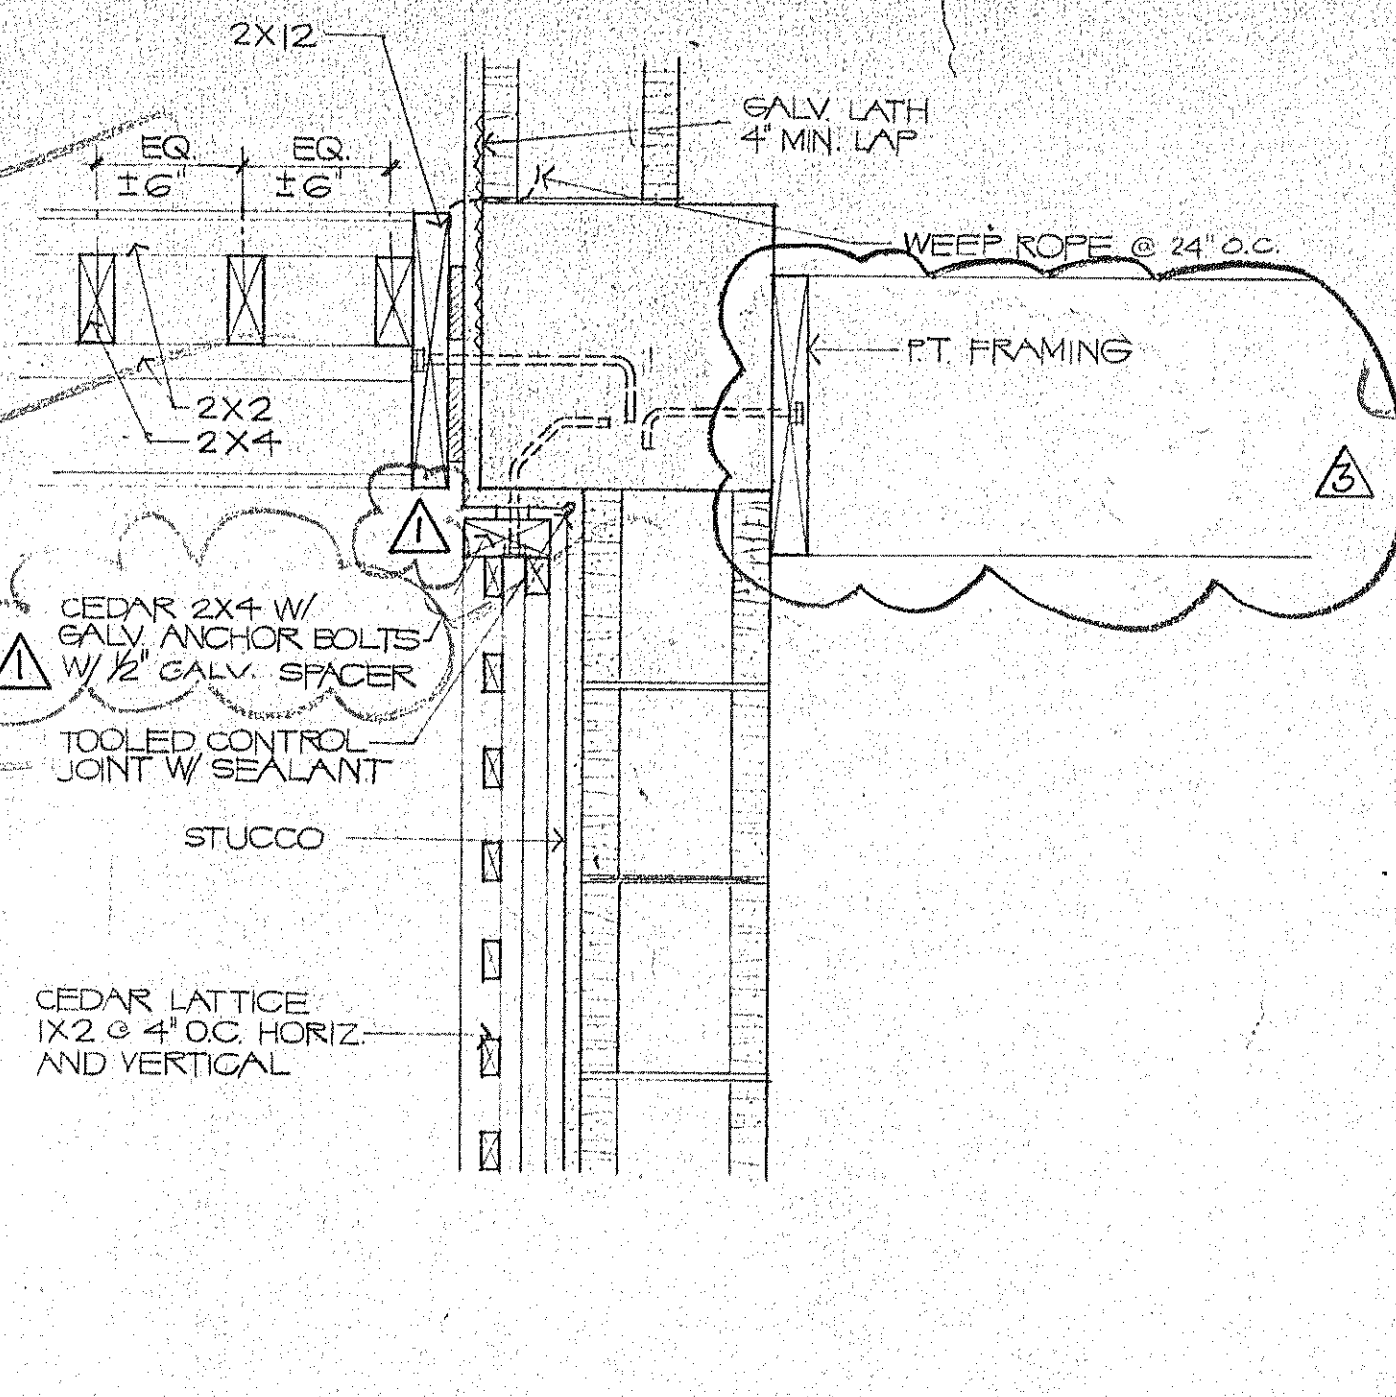 2X12
GALV. LATH
4" MIN. LAP
EQ. EQ.
±6" ±6"
WEEP ROPE @ 24" O.C.
P.T. FRAMING
2X2
2X4
3
1
CEDAR 2X4 W/
GALV. ANCHOR BOLTS
W/ 1/2" GALV. SPACER
1
TOOLED CONTROL
JOINT W/ SEALANT
STUCCO
CEDAR LATTICE
1X2 @ 4" O.C. HORIZ.
AND VERTICAL